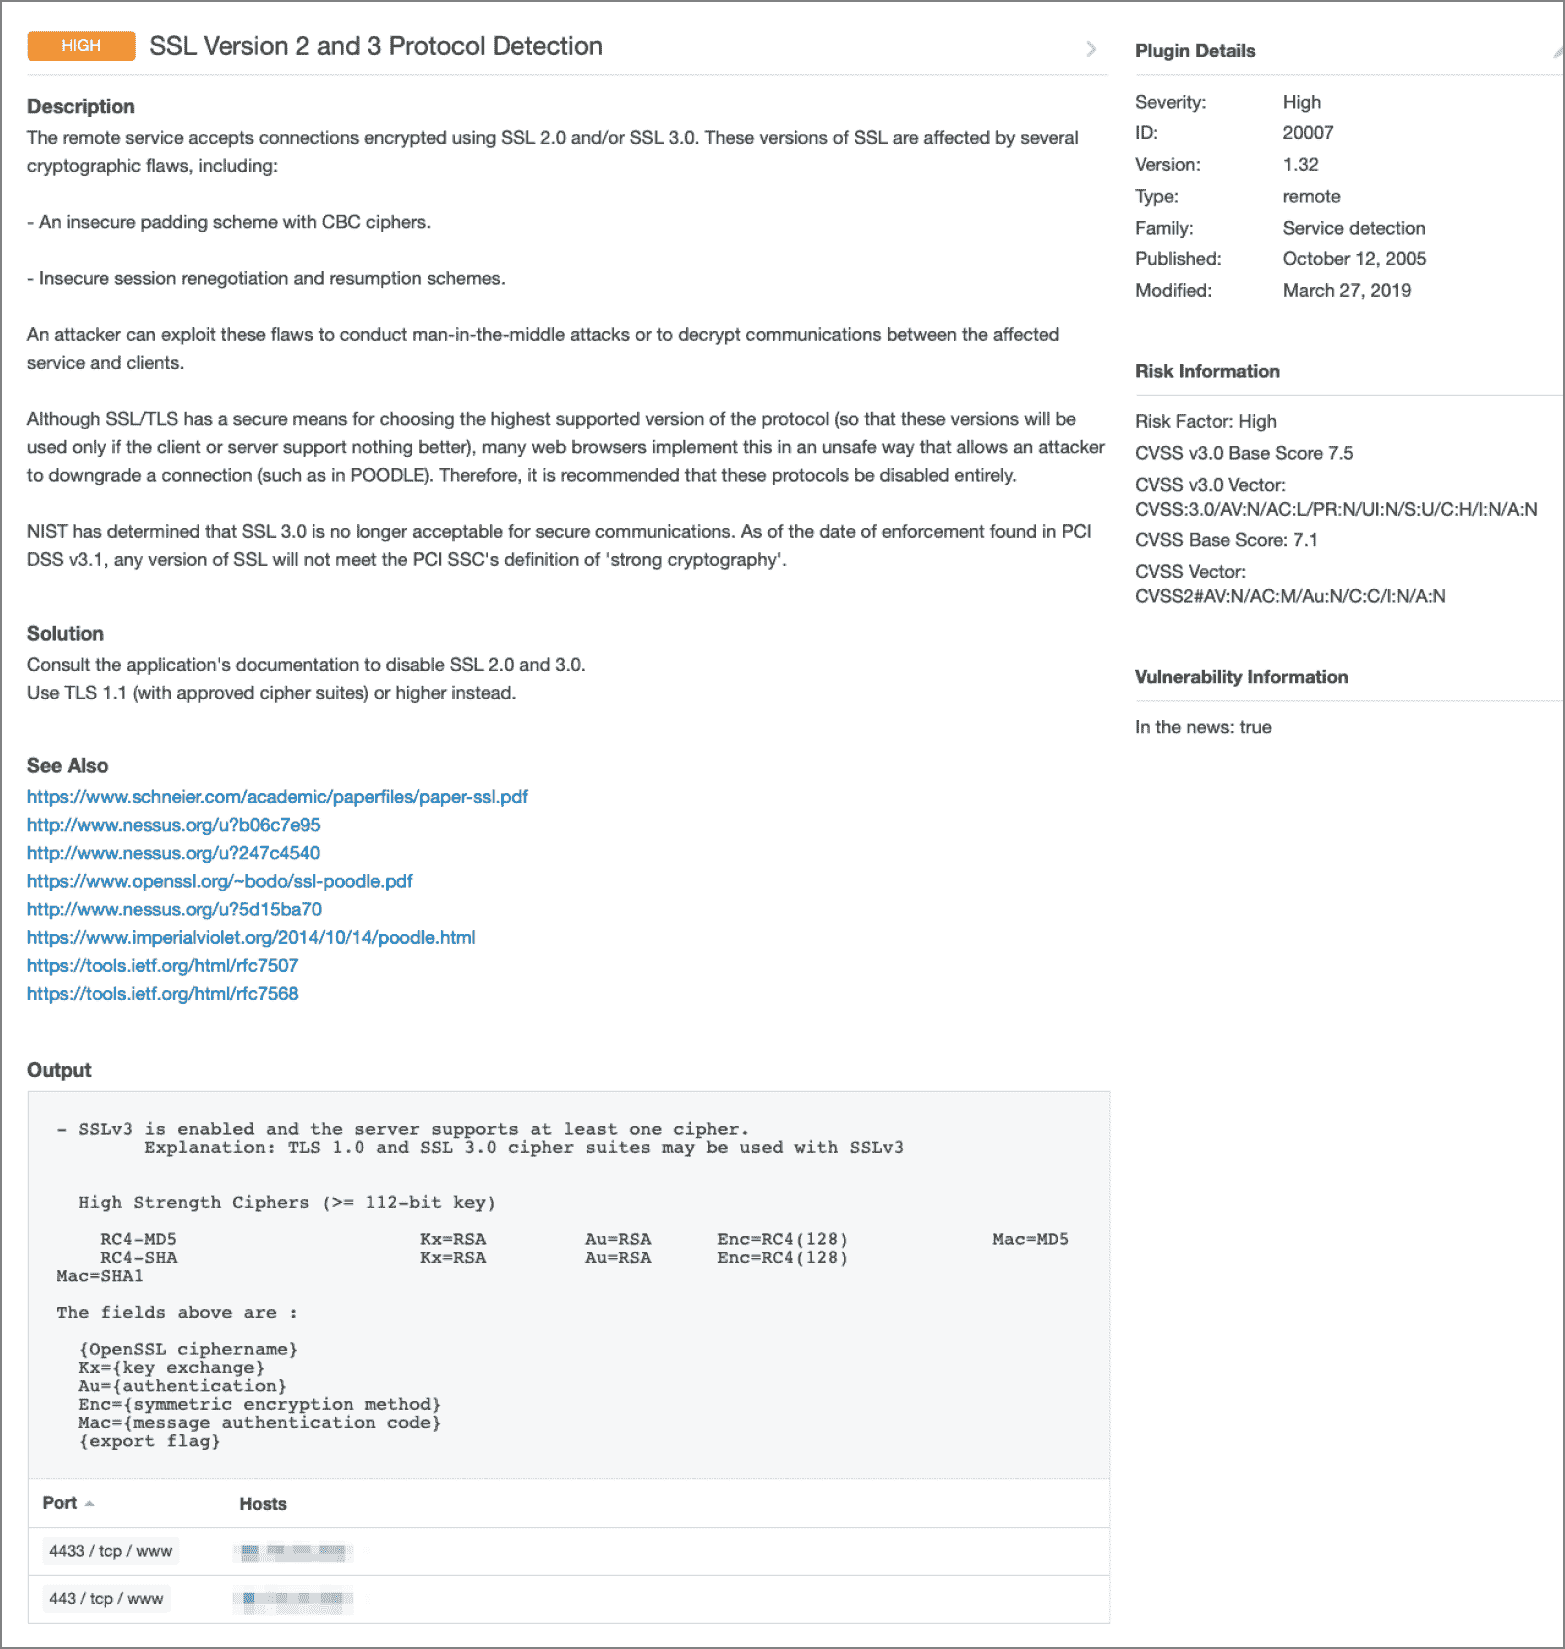 HIGH SSL Version 2 and 3 Protocol Detection
Description
The remote service accepts connections encrypted using SSL 2.0 and/or SSL 3.0. These versions of SSL are affected by several
cryptographic flaws, including:
- An insecure padding scheme with CBC ciphers.
- Insecure session renegotiation and resumption schemes.
An attacker can exploit these flaws to conduct man-in-the-middle attacks or to decrypt communications between the affected
service and clients.
Although SSL/TLS has a secure means for choosing the highest supported version of the protocol (so that these versions will be
used only if the client or server support nothing better), many web browsers implement this in an unsafe way that allows an attacker
to downgrade a connection (such as in POODLE). Therefore, it is recommended that these protocols be disabled entirely.
NIST has determined that SSL 3.0 is no longer acceptable for secure communications. As of the date of enforcement found in PCI
DSS v3.1, any version of SSL will not meet the PCI SSC's definition of 'strong cryptography'.
Solution
Consult the application's documentation to disable SSL 2.0 and 3.0.
Use TLS 1.1 (with approved cipher suites) or higher instead.
See Also
https://www.schneier.com/academic/paperfiles/paper-ssl.pdf
http://www.nessus.org/u?b06c7e95
http://www.nessus.org/u?247c4540
https://www.openssl.org/~bodo/ssl-poodle.pdf
http://www.nessus.org/u?5d15ba70
https://www.imperialviolet.org/2014/10/14/poodle.html
https://tools.ietf.org/html/rfc7507
https://tools.ietf.org/html/rfc7568
Output
- SSLv3 is enabled and the server supports at least one cipher.
Explanation: TLS 1.0 and SSL 3.0 cipher suites may be used with SSLv3
High Strength Ciphers (>= 112-bit key)
RC4-MD5 Kx=RSA Au=RSA Enc=RC4(128) Mac=MD5
RC4-SHA Kx=RSA Au=RSA Enc=RC4(128)
Mac=SHA1
The fields above are :
{OpenSSL ciphername}
Kx={key exchange}
Au={authentication}
Enc={symmetric encryption method}
Mac={message authentication code}
{export flag}
Port Hosts
4433 / tcp / www
443 / tcp / www
Plugin Details
Severity: High
ID: 20007
Version: 1.32
Type: remote
Family: Service detection
Published: October 12, 2005
Modified: March 27, 2019
Risk Information
Risk Factor: High
CVSS v3.0 Base Score 7.5
CVSS v3.0 Vector:
CVSS:3.0/AV:N/AC:L/PR:N/UI:N/S:U/C:H/I:N/A:N
CVSS Base Score: 7.1
CVSS Vector:
CVSS2#AV:N/AC:M/Au:N/C:C/I:N/A:N
Vulnerability Information
In the news: true